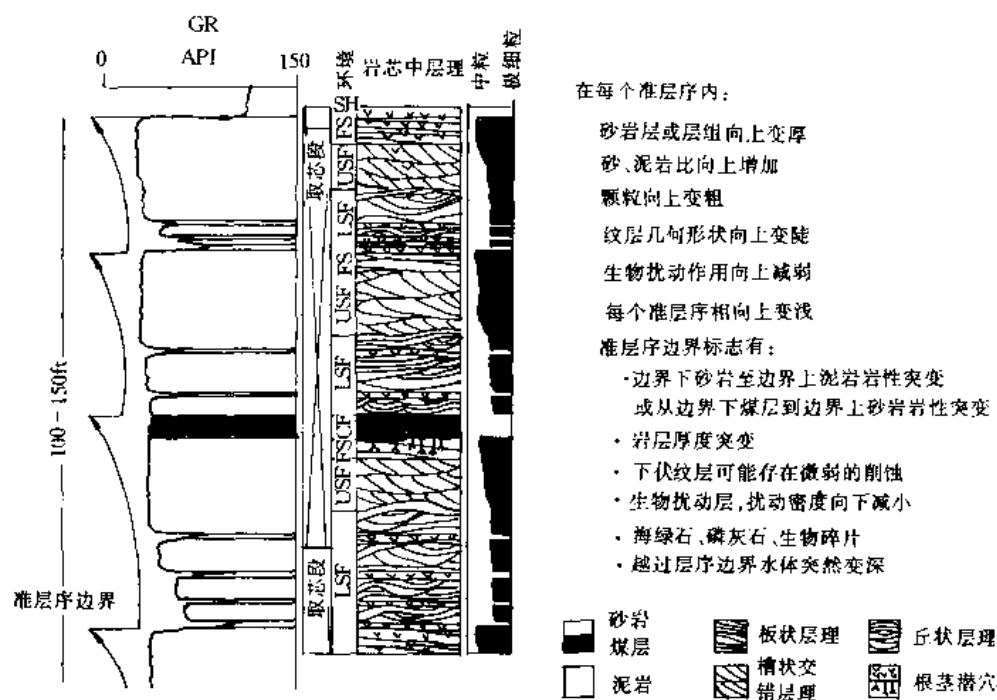 GR
API
0
150
环境
岩芯中层理
中粒
极细粒
SH
FS
USF
LSF
FS
USF
LSF
CF
FS
USF
LSF
取芯段
取芯段
100-150ft
准层序边界
在每个准层序内:
砂岩层或层组向上变厚
砂、泥岩比向上增加
颗粒向上变粗
纹层几何形状向上变陡
生物扰动作用向上减弱
每个准层序相向上变浅
准层序边界标志有:
·边界下砂岩至边界上泥岩岩性突变
或从边界下煤层到边界上砂岩岩性突变
· 岩层厚度突变
· 下伏纹层可能存在微弱的削蚀
· 生物扰动层,扰动密度向下减小
· 海绿石、磷灰石、生物碎片
· 越过层序边界水体突然变深
砂岩
煤层
泥岩
板状层理
槽状交
错层理
丘状层理
根茎潜穴